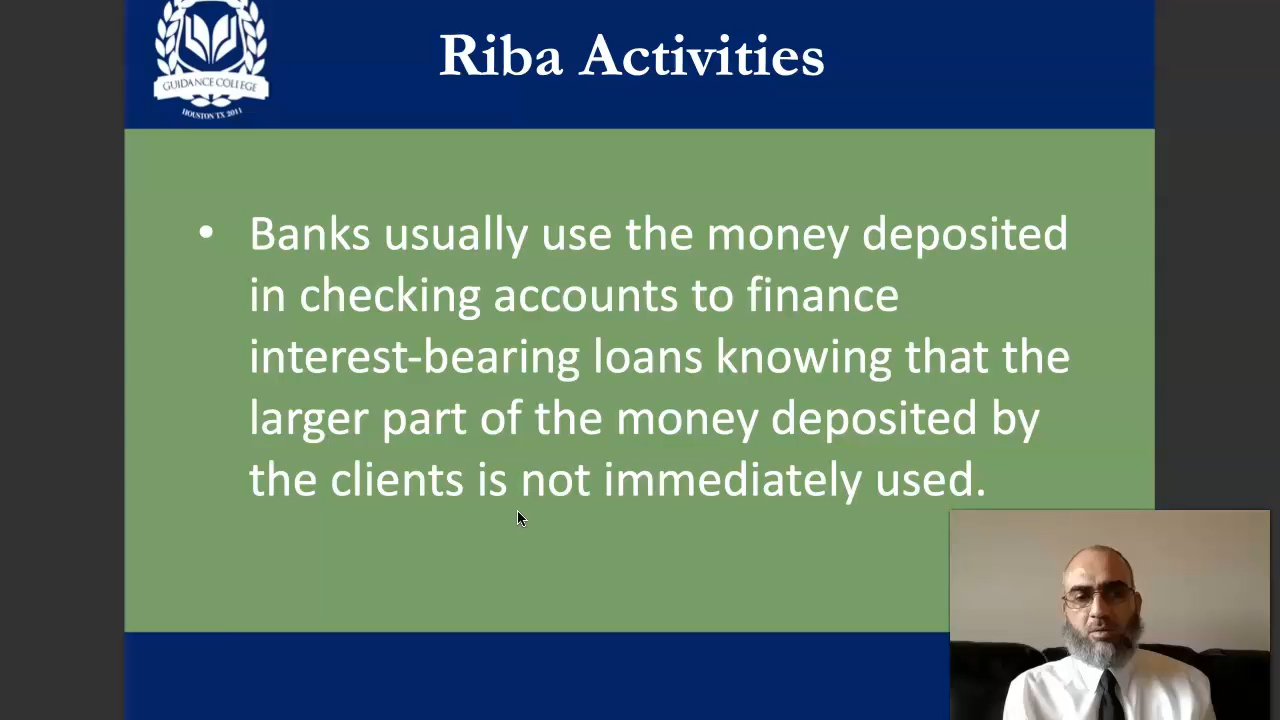 Riba Activities
GUIDANCE COLLEGE
HOUSTON TX 2011
• Banks usually use the money deposited
in checking accounts to finance
interest-bearing loans knowing that the
larger part of the money deposited by
the clients is not immediately used.